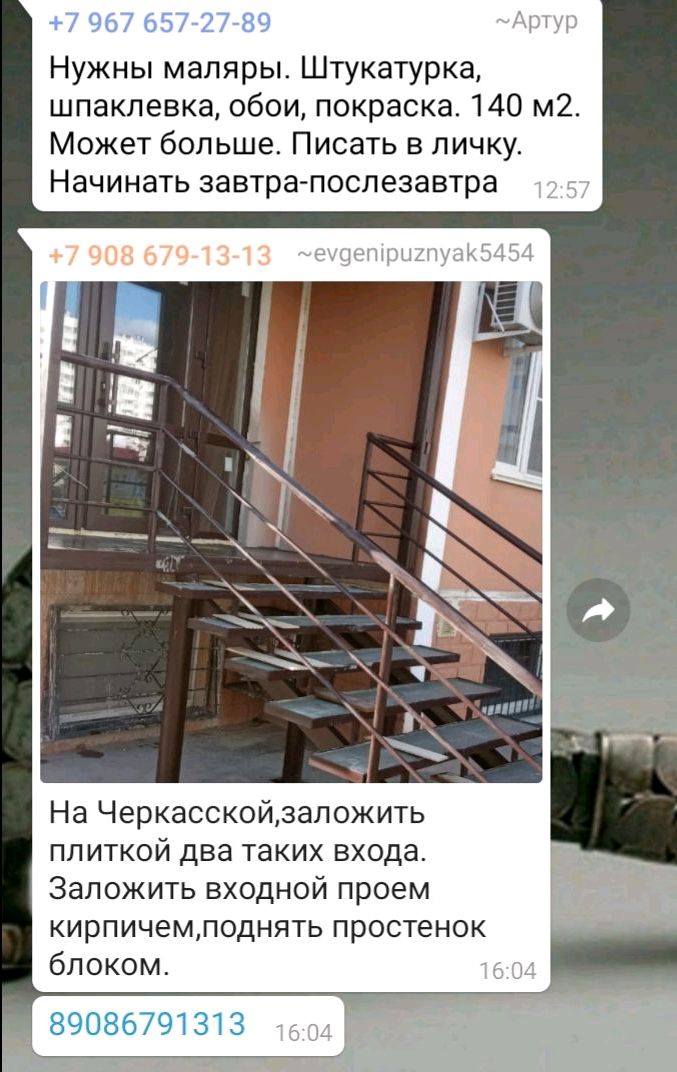 +7 967 657-27-89 ~Артур
Нужны маляры. Штукатурка,
шпаклевка, обои, покраска. 140 м2.
Может больше. Писать в личку.
Начинать завтра-послезавтра 12:57
+7 908 679-13-13 ~evgenipuznyak5454
На Черкасской,заложить
плиткой два таких входа.
Заложить входной проем
кирпичем,поднять простенок
блоком. 16:04
89086791313 16:04